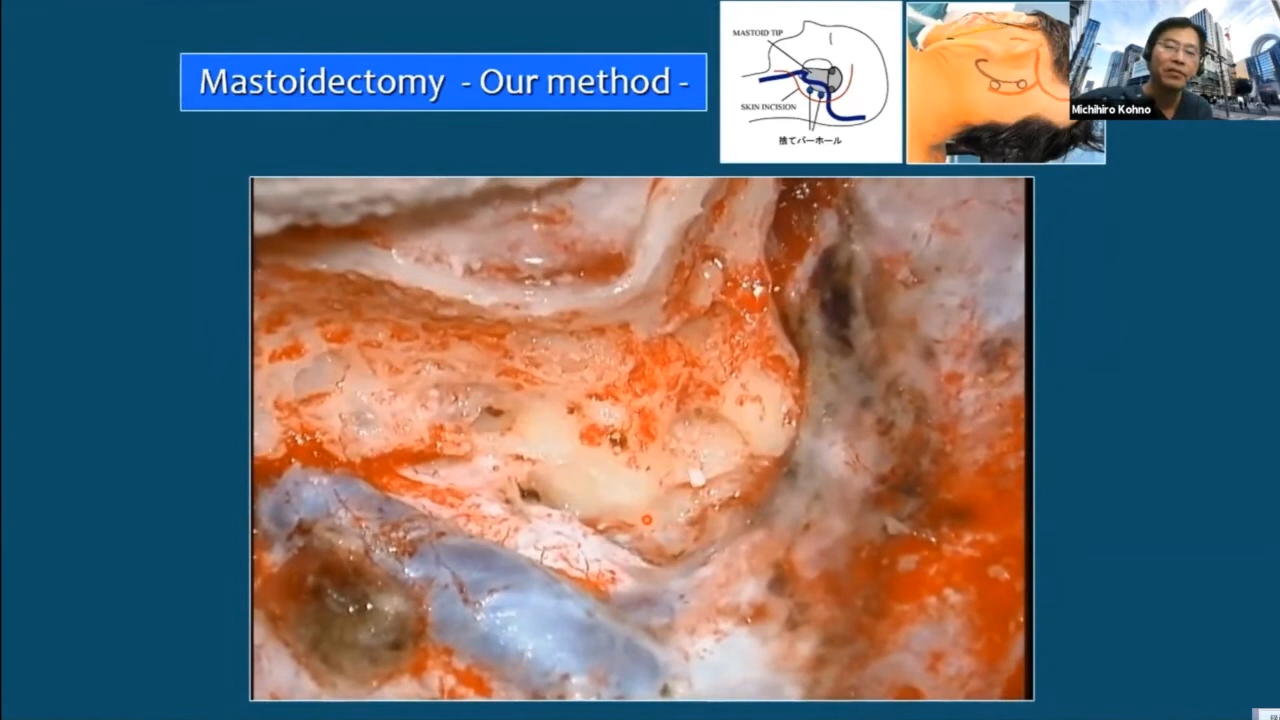 Mastoidectomy - Our method -
MASTOID TIP
SKIN INCISION
捨てバーホール
Michihiro Kohno